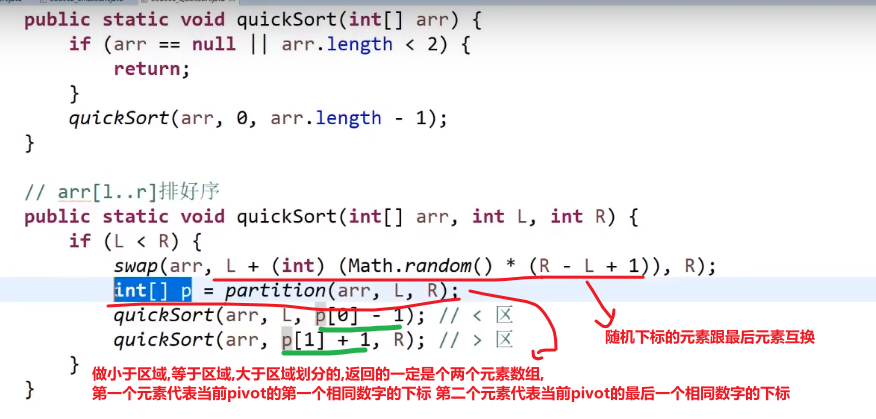 public static void quickSort(int[] arr) {
if (arr == null || arr.length < 2) {
return;
}
quickSort(arr, 0, arr.length - 1);
}
// arr[l..r]排好序
public static void quickSort(int[] arr, int L, int R) {
if (L < R) {
swap(arr, L + (int) (Math.random() * (R - L + 1)), R);
int[] p = partition(arr, L, R);
quickSort(arr, L, p[0] - 1); // < 区
quickSort(arr, p[1] + 1, R); // > 区
随机下标的元素跟最后元素互换
}
做小于区域,等于区域,大于区域划分的,返回的一定是个两个元素数组,
第一个元素代表当前pivot的第一个相同数字的下标 第二个元素代表当前pivot的最后一个相同数字的下标
}